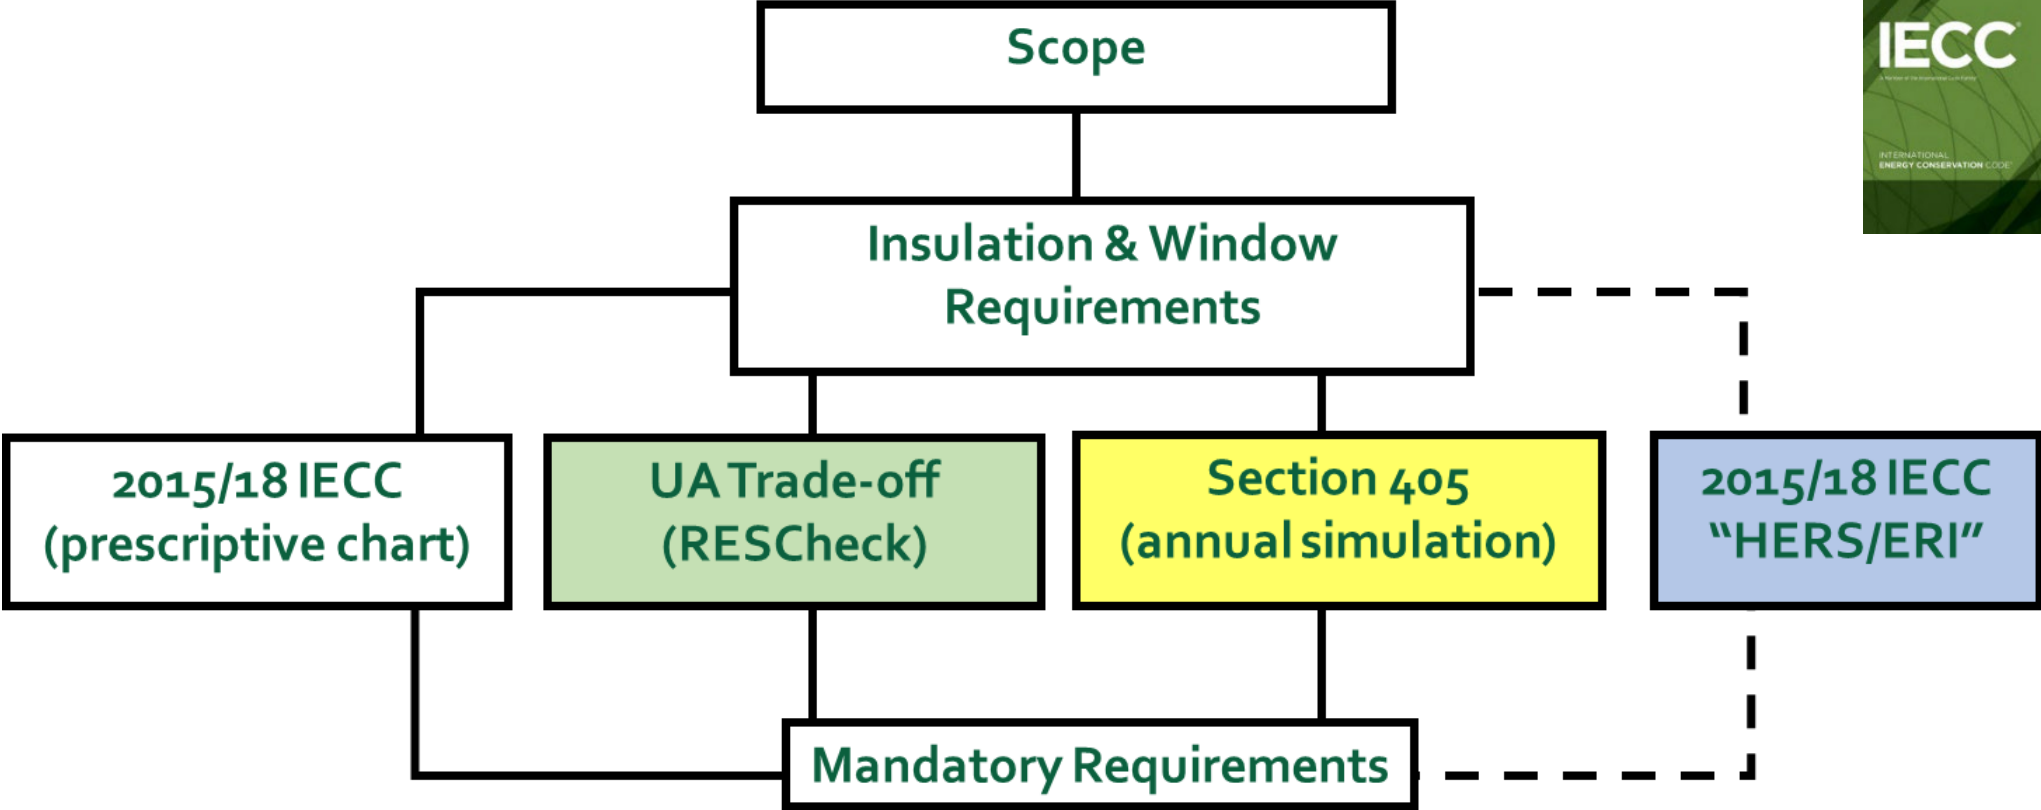 Scope
IECC
INTERNATIONAL
ENERGY CONSERVATION CODE
Insulation & Window
Requirements
2015/18 IECC
(prescriptive chart)
UA Trade-off
(RESCheck)
Section 405
(annual simulation)
2015/18 IECC
“HERS/ERI”
Mandatory Requirements